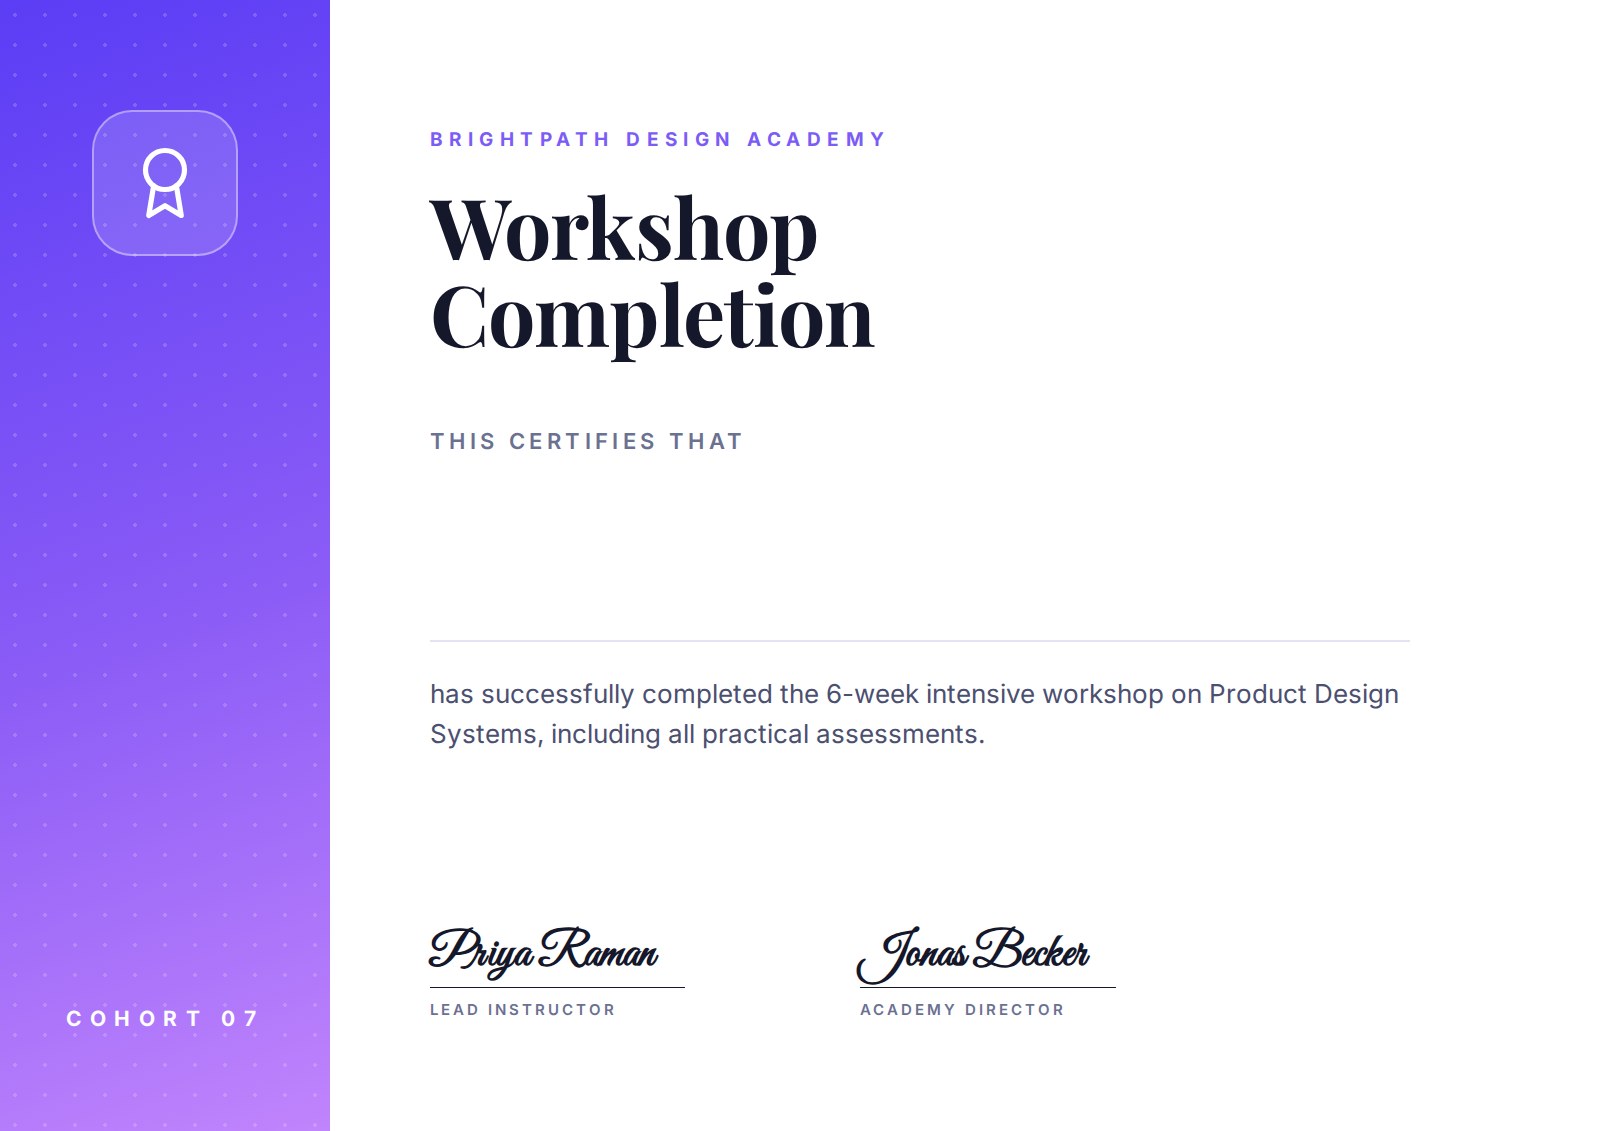 BRIGHTPATH DESIGN ACADEMY
Workshop
Completion
THIS CERTIFIES THAT
has successfully completed the 6-week intensive workshop on Product Design
Systems, including all practical assessments.
Priya Raman
LEAD INSTRUCTOR
Jonas Becker
ACADEMY DIRECTOR
COHORT 07